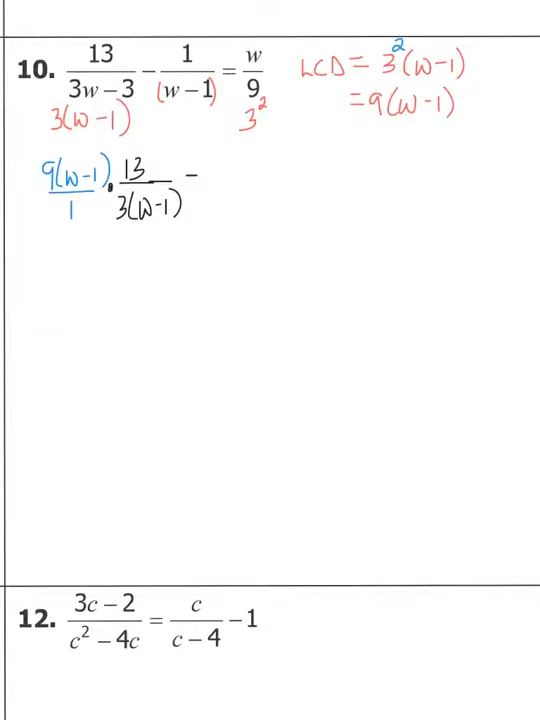 10. 13/(3w − 3) − 1/(w − 1) = w/9 LCD = 3²(w−1)
3(w−1) ( ) 3² = 9(w−1)
9(w−1)/1 · 13/3(w−1) −
12. (3c − 2)/(c² − 4c) = c/(c − 4) − 1